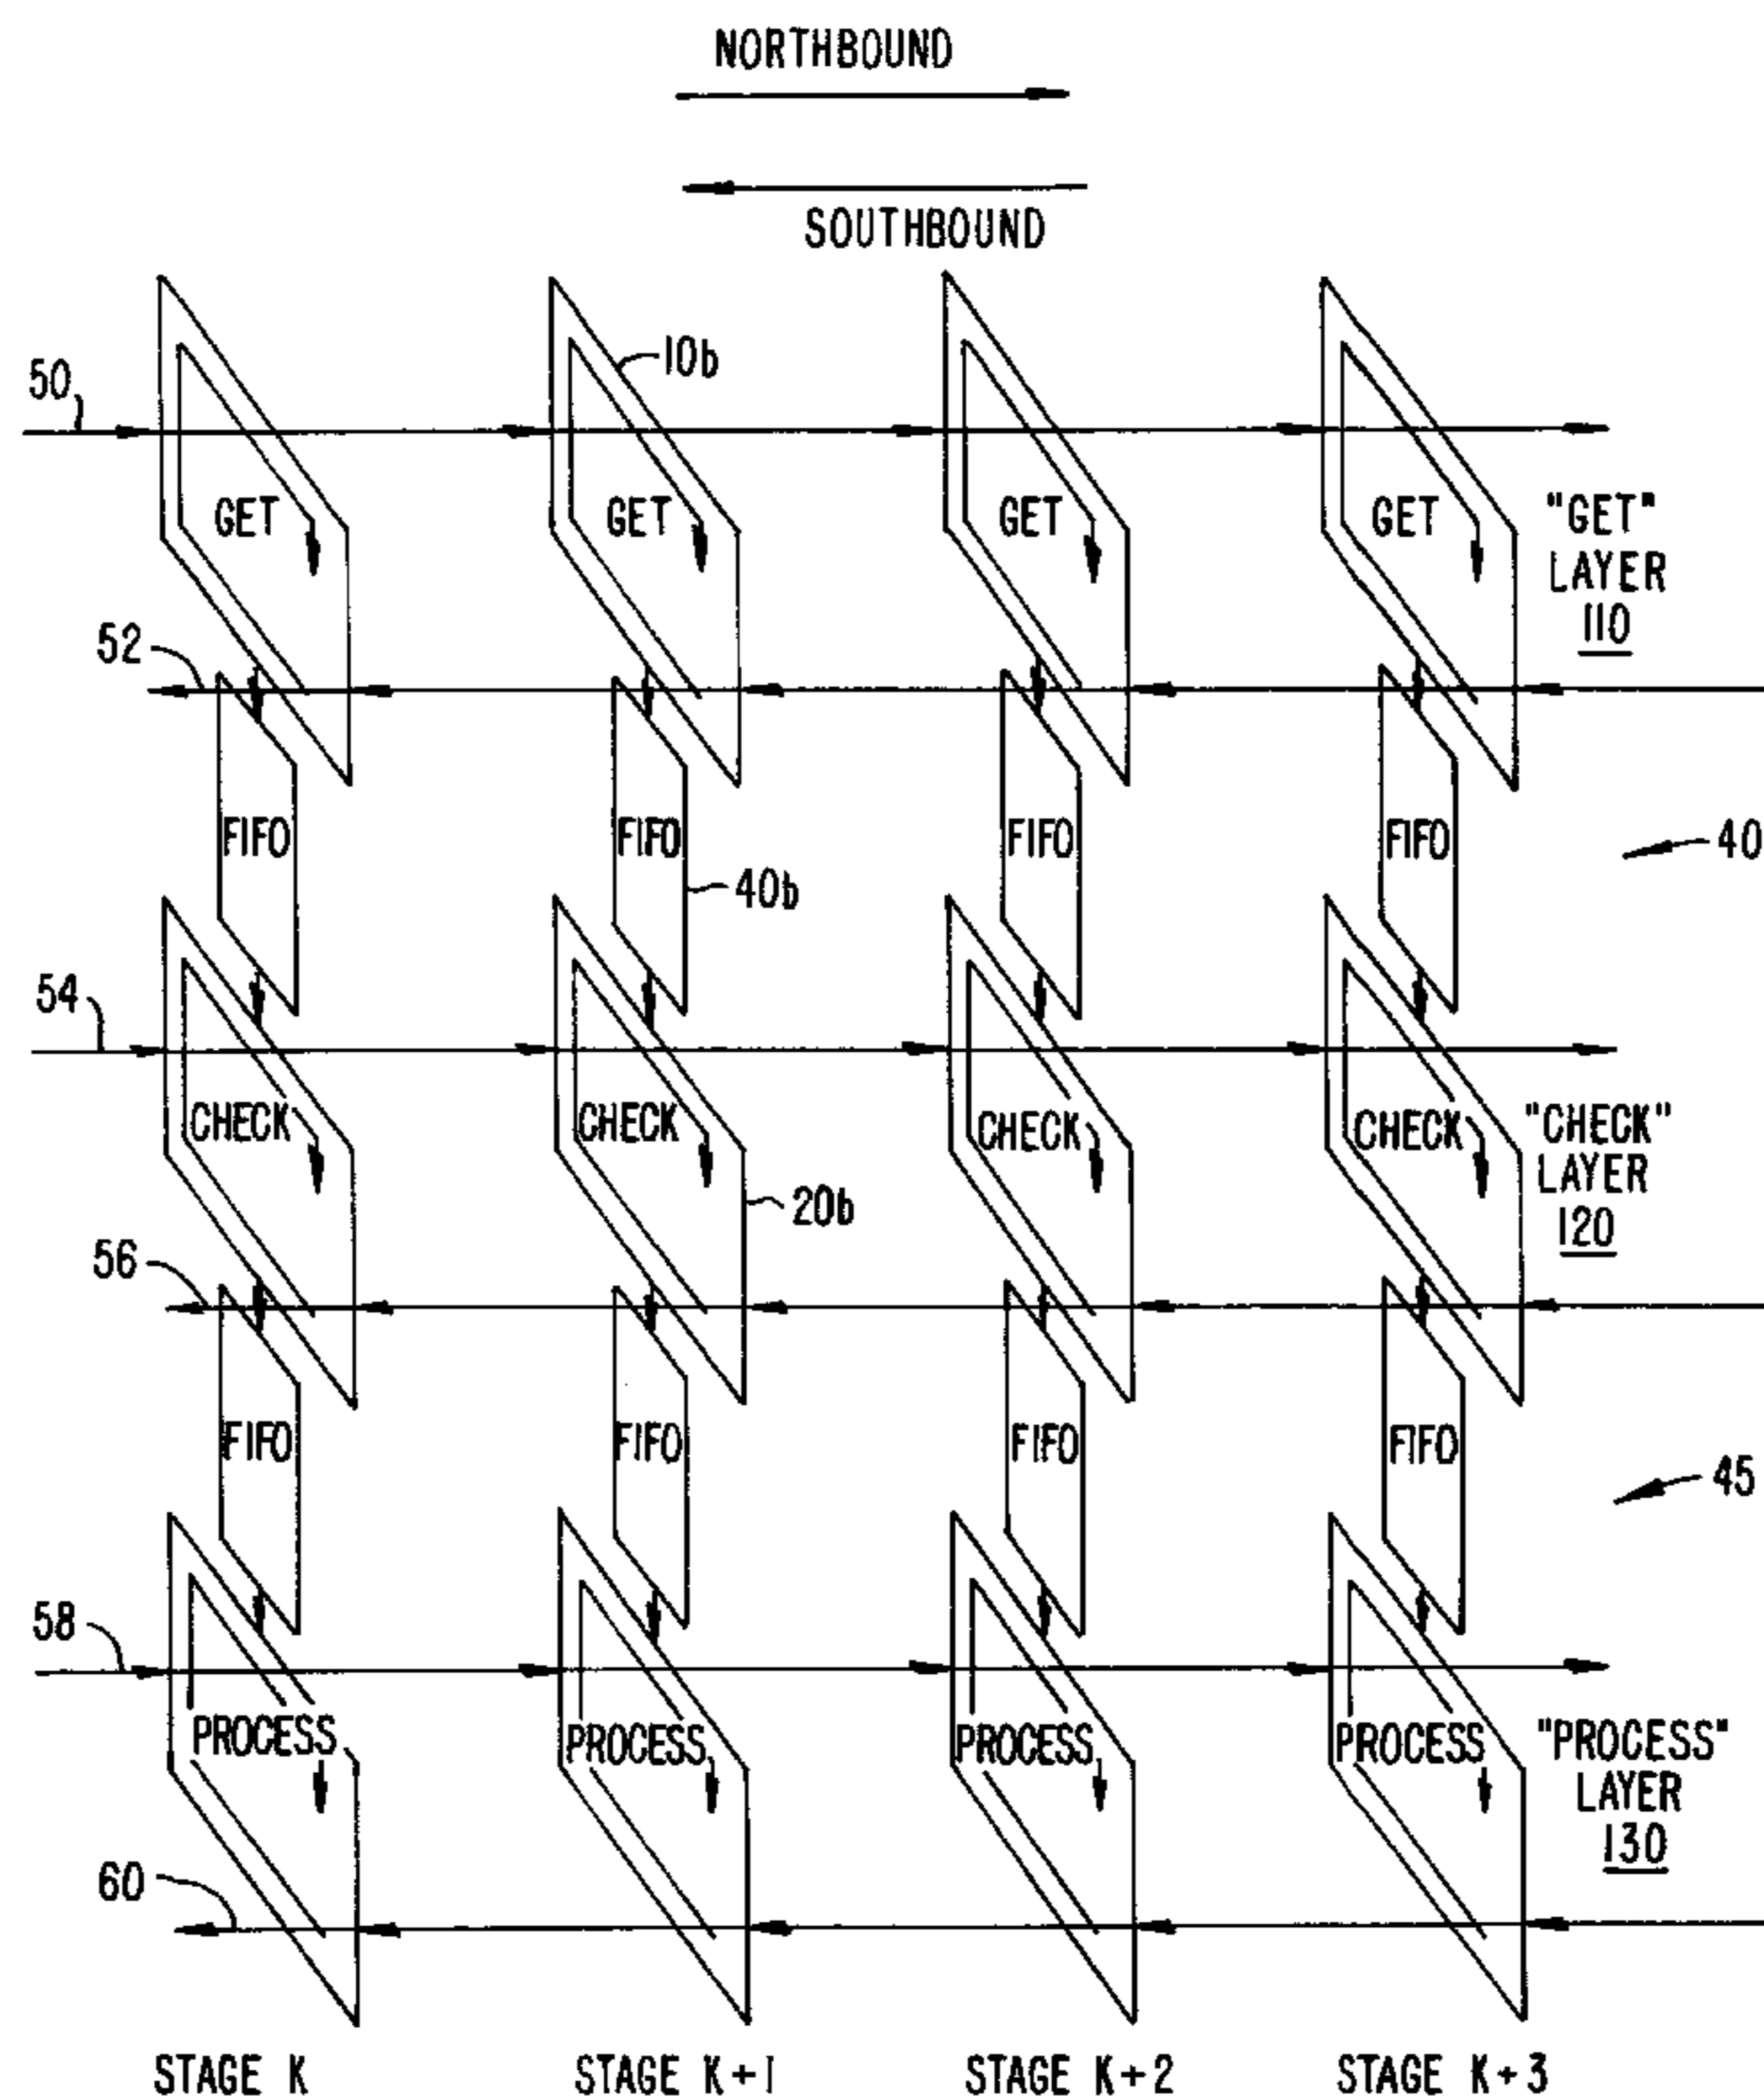 NORTHBOUND
SOUTHBOUND
10b
50
GET GET GET GET
"GET"
LAYER
110
52
FIFO FIFO FIFO FIFO
40
40b
54
CHECK CHECK CHECK CHECK
"CHECK"
LAYER
120
20b
56
FIFO FIFO FIFO FIFO
45
58
PROCESS PROCESS PROCESS PROCESS
"PROCESS"
LAYER
130
60
STAGE K STAGE K+1 STAGE K+2 STAGE K+3